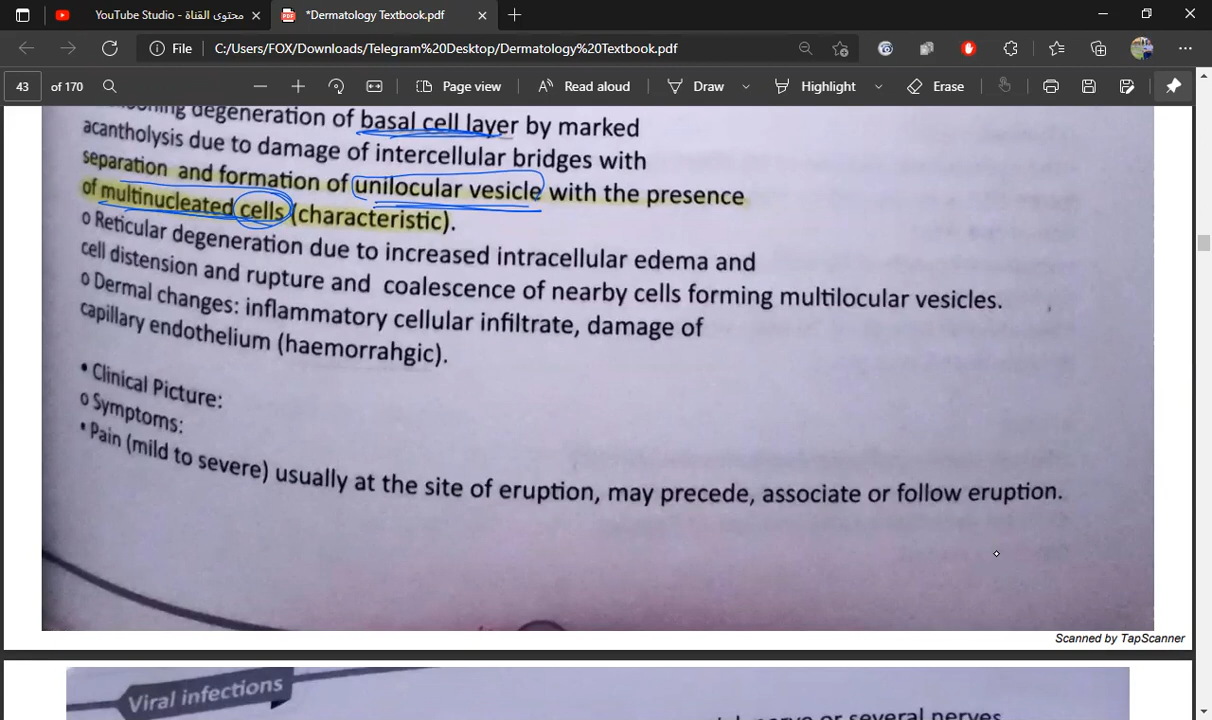 YouTube Studio - محتوى القناة
*Dermatology Textbook.pdf
File
C:/Users/FOX/Downloads/Telegram%20Desktop/Dermatology%20Textbook.pdf
43 of 170
Page view
Read aloud
Draw
Highlight
Erase
degeneration of basal cell layer by marked
acantholysis due to damage of intercellular bridges with
separation and formation of unilocular vesicle with the presence
of multinucleated cells (characteristic).
o Reticular degeneration due to increased intracellular edema and
cell distension and rupture and coalescence of nearby cells forming multilocular vesicles.
o Dermal changes: inflammatory cellular infiltrate, damage of
capillary endothelium (haemorrahgic).
• Clinical Picture:
o Symptoms:
• Pain (mild to severe) usually at the site of eruption, may precede, associate or follow eruption.
Scanned by TapScanner
Viral infections
nerve or several nerves